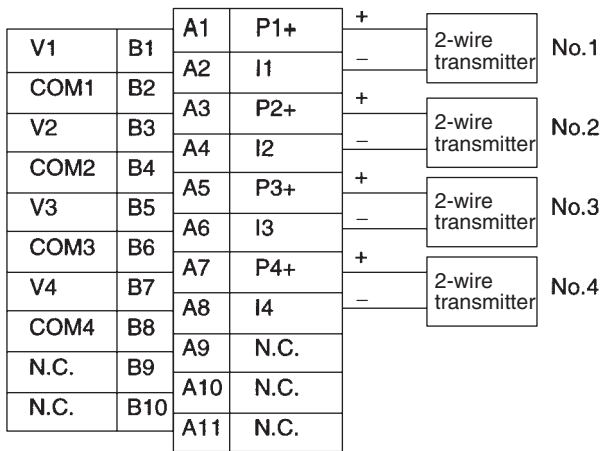 A1 P1+ +
V1 B1 2-wire transmitter No.1
A2 I1 −
COM1 B2
A3 P2+ +
V2 B3 2-wire transmitter No.2
A4 I2 −
COM2 B4
A5 P3+ +
V3 B5 2-wire transmitter No.3
A6 I3 −
COM3 B6
A7 P4+ +
V4 B7 2-wire transmitter No.4
A8 I4 −
COM4 B8
A9 N.C.
N.C. B9
A10 N.C.
N.C. B10
A11 N.C.